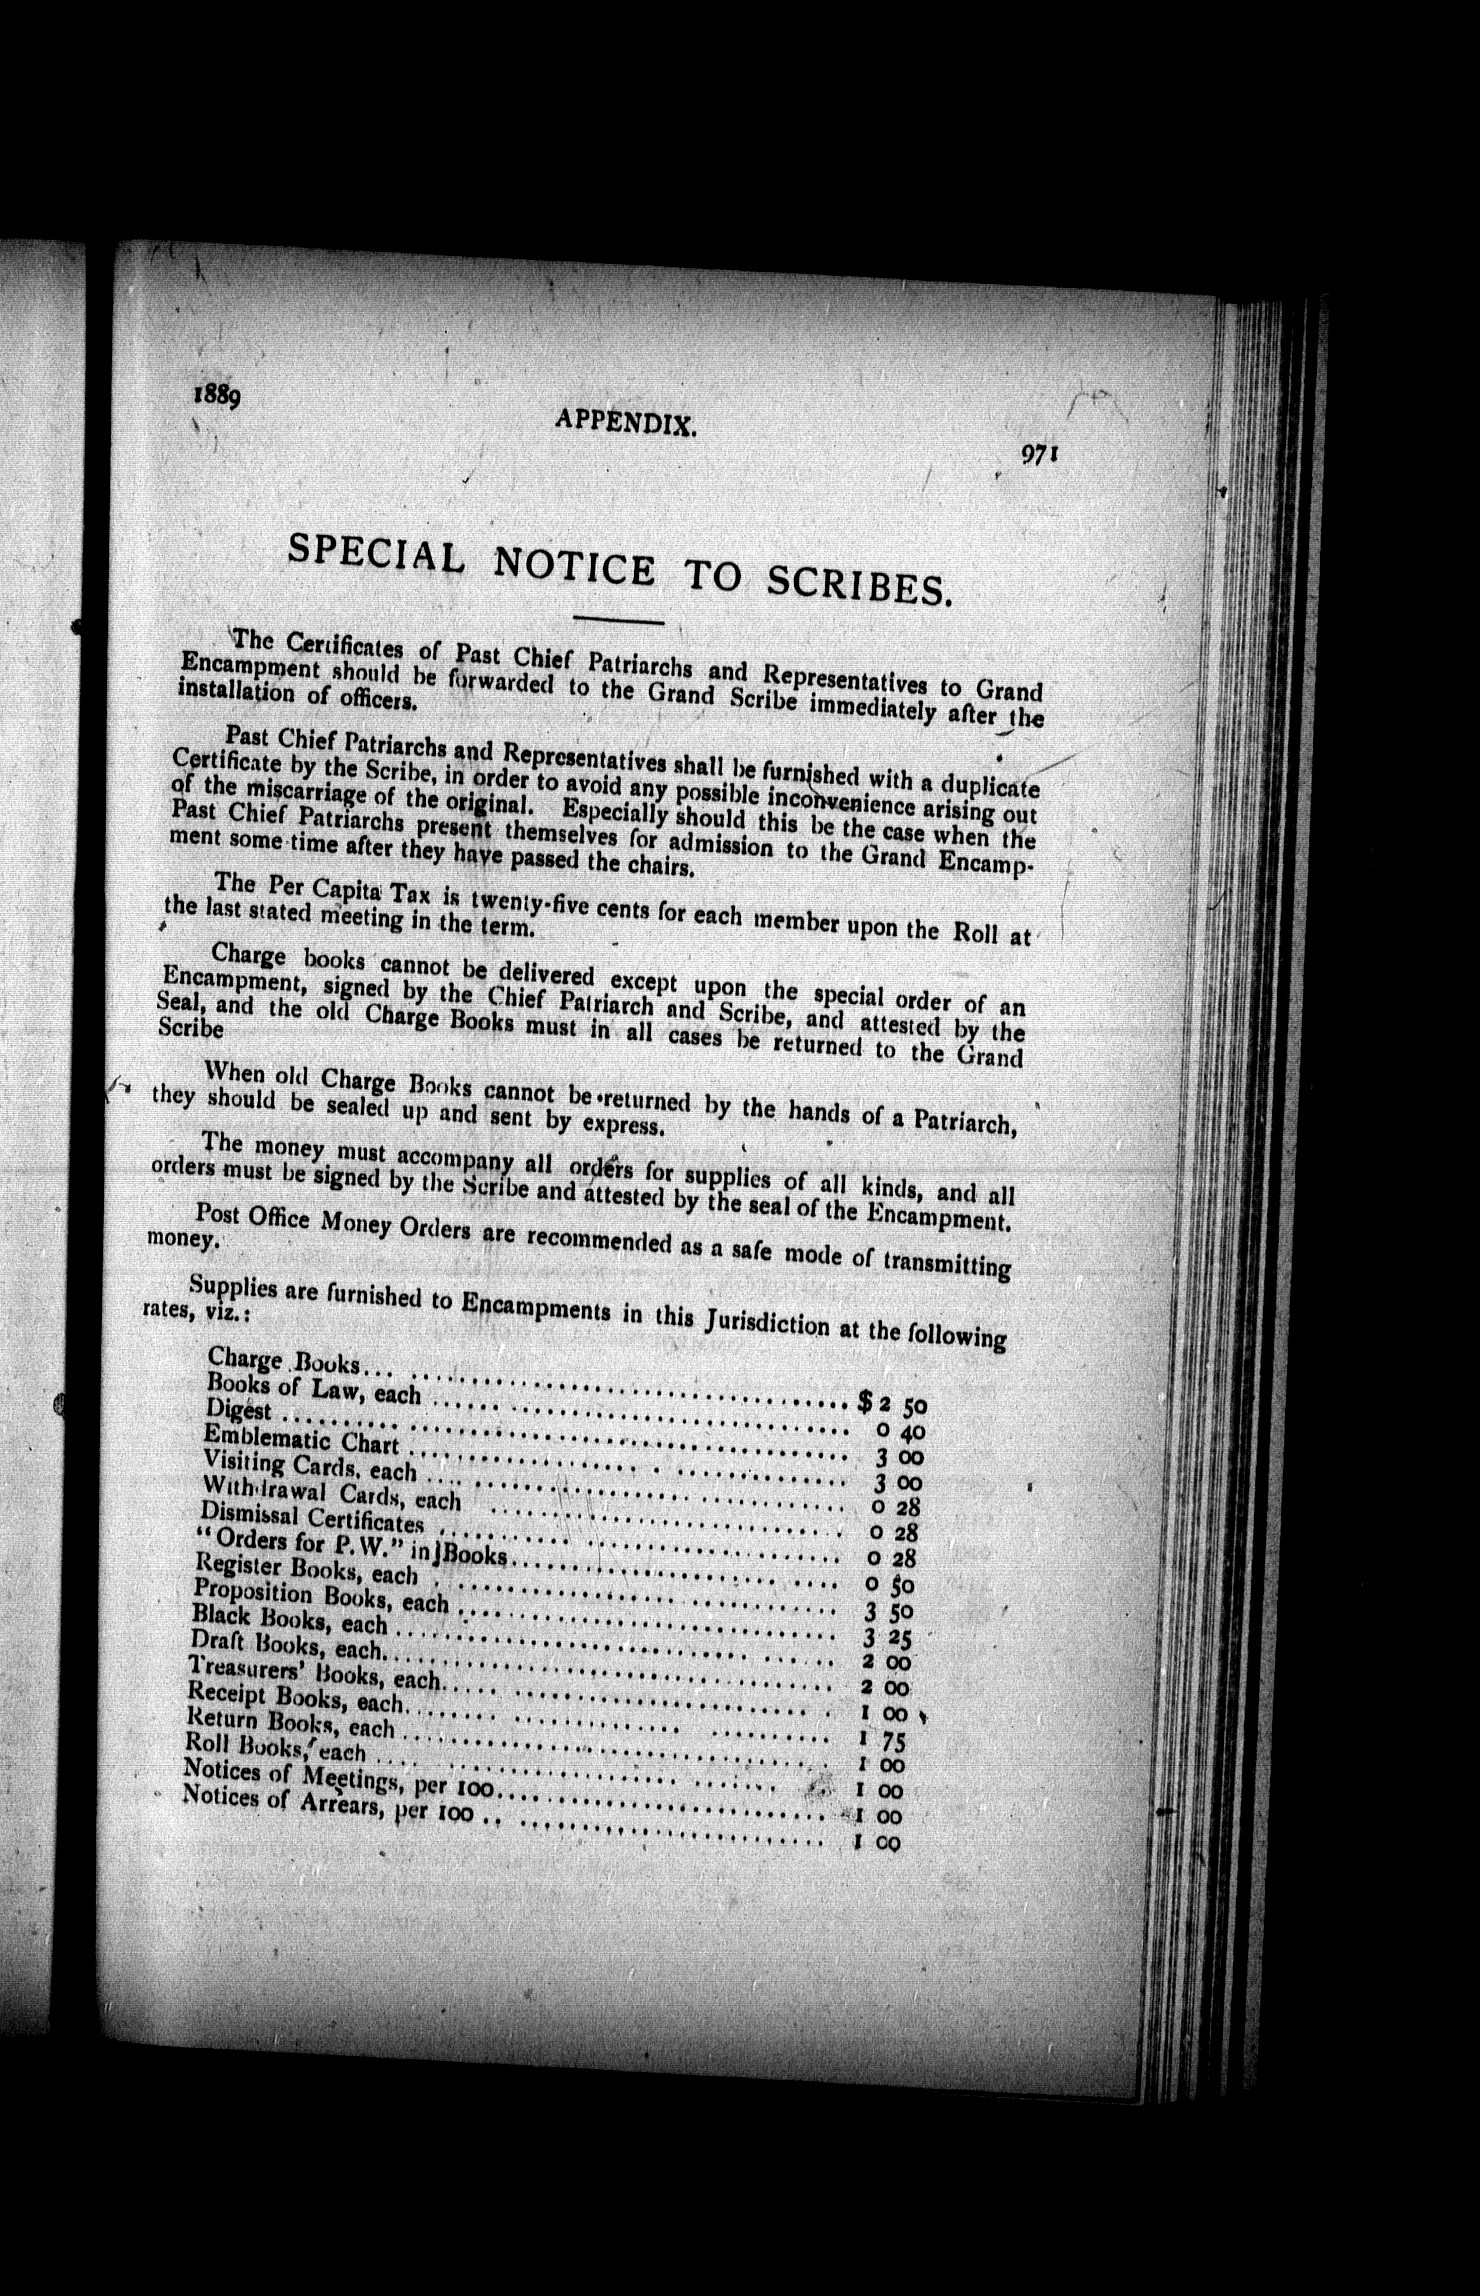 1889
APPENDIX.
971
SPECIAL NOTICE TO SCRIBES.
The Certificates of Past Chief Patriarchs and Representatives to Grand
Encampment should be forwarded to the Grand Scribe immediately after the
installation of officers.
Past Chief Patriarchs and Representatives shall be furnished with a duplicate
Certificate by the Scribe, in order to avoid any possible inconvenience arising out
of the miscarriage of the original. Especially should this be the case when the
Past Chief Patriarchs present themselves for admission to the Grand Encamp-
ment some time after they have passed the chairs.
The Per Capita Tax is twenty-five cents for each member upon the Roll at
the last stated meeting in the term.
Charge books cannot be delivered except upon the special order of an
Encampment, signed by the Chief Patriarch and Scribe, and attested by the
Seal, and the old Charge Books must in all cases be returned to the Grand
Scribe
When old Charge Books cannot be returned by the hands of a Patriarch,
they should be sealed up and sent by express.
The money must accompany all orders for supplies of all kinds, and all
orders must be signed by the Scribe and attested by the seal of the Encampment.
Post Office Money Orders are recommended as a safe mode of transmitting
money.
Supplies are furnished to Encampments in this Jurisdiction at the following
rates, viz.:
Charge Books........................................ $2 50
Books of Law, each.................................. 0 40
Digest.............................................. 3 00
Emblematic Chart.................................... 3 00
Visiting Cards, each................................ 0 28
Withdrawal Cards, each.............................. 0 28
Dismissal Certificates.............................. 0 28
"Orders for P. W." in Books......................... 0 50
Register Books, each................................ 3 50
Proposition Books, each............................. 3 25
Black Books, each................................... 2 00
Draft Books, each................................... 2 00
Treasurers' Books, each............................. 1 00
Receipt Books, each................................. 1 75
Return Books, each.................................. 1 00
Roll Books, each.................................... 1 00
Notices of Meetings, per 100........................ 1 00
Notices of Arrears, per 100......................... 1 00